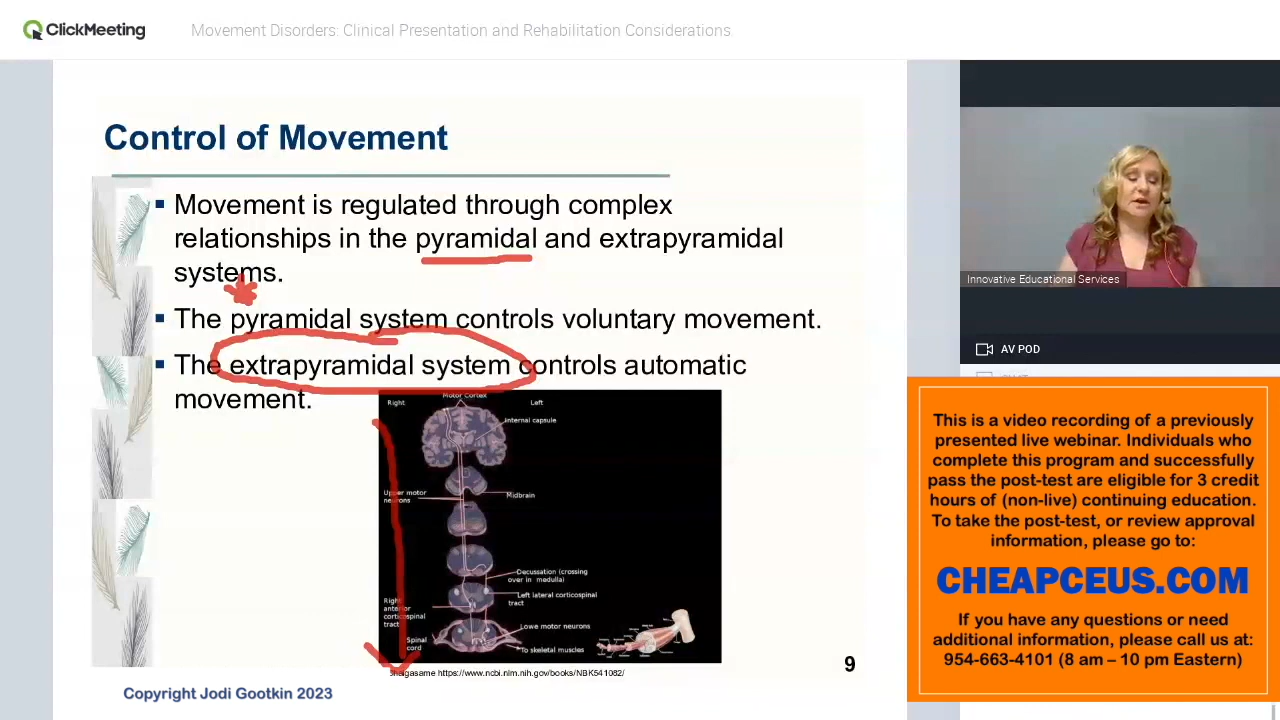 ClickMeeting
Movement Disorders: Clinical Presentation and Rehabilitation Considerations
Control of Movement
Movement is regulated through complex
relationships in the pyramidal and extrapyramidal
systems.
The pyramidal system controls voluntary movement.
The extrapyramidal system controls automatic
movement.
Motor Cortex
Right
Left
Internal capsule
Upper motor
neurons
Midbrain
Decussation (crossing
over in medulla)
Left lateral corticospinal
tract
Right
anterior
corticospinal
tract
Lowe motor neurons
Spinal
cord
To skeletal muscles
https://www.ncbi.nlm.nih.gov/books/NBK541082/
9
Copyright Jodi Gootkin 2023
Innovative Educational Services
AV POD
This is a video recording of a previously
presented live webinar. Individuals who
complete this program and successfully
pass the post-test are eligible for 3 credit
hours of (non-live) continuing education.
To take the post-test, or review approval
information, please go to:
CHEAPCEUS.COM
If you have any questions or need
additional information, please call us at:
954-663-4101 (8 am – 10 pm Eastern)